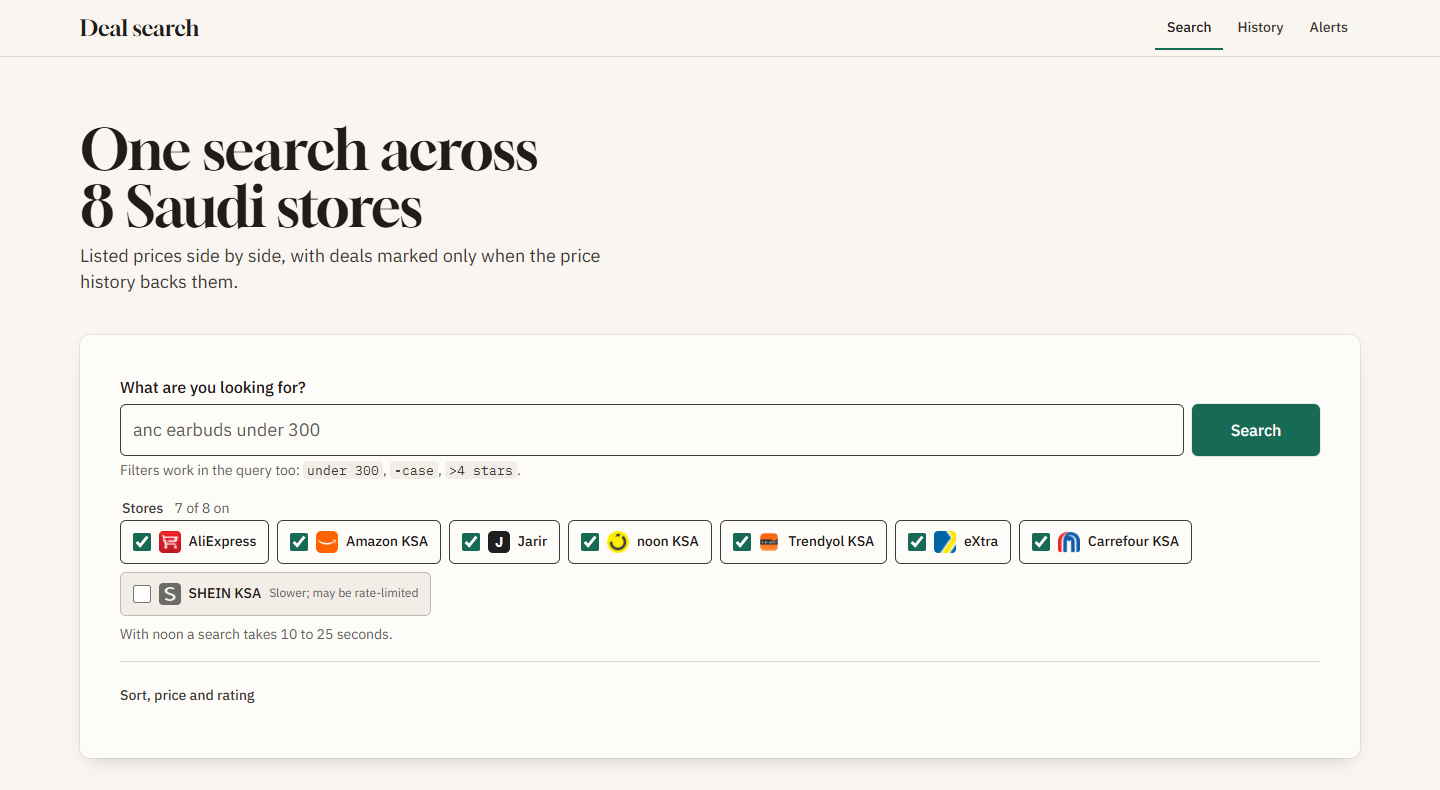 Deal search
Search
History
Alerts
One search across
8 Saudi stores
Listed prices side by side, with deals marked only when the price
history backs them.
What are you looking for?
anc earbuds under 300
Search
Filters work in the query too: under 300, -case, >4 stars.
Stores 7 of 8 on
AliExpress
Amazon KSA
J Jarir
noon KSA
Trendyol KSA
eXtra
Carrefour KSA
S SHEIN KSA Slower; may be rate-limited
With noon a search takes 10 to 25 seconds.
Sort, price and rating